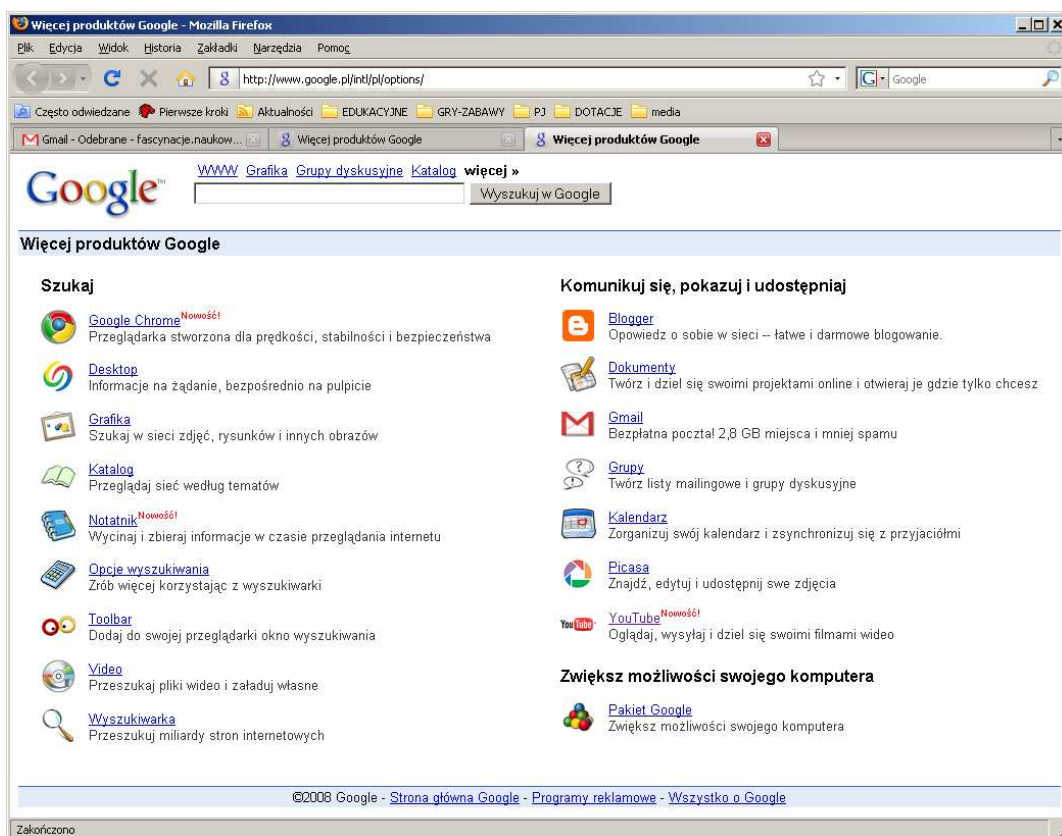 Więcej produktów Google - Mozilla Firefox
Plik Edycja Widok Historia Zakładki Narzędzia Pomoc
http://www.google.pl/intl/pl/options/
Google
Często odwiedzane Pierwsze kroki Aktualności EDUKACYJNE GRY-ZABAWY PJ DOTACJE media
Gmail - Odebrane - fascynacje.naukow... Więcej produktów Google Więcej produktów Google
Google™
WWW Grafika Grupy dyskusyjne Katalog więcej »
Wyszukuj w Google
Więcej produktów Google
Szukaj
Google Chrome Nowość!
Przeglądarka stworzona dla prędkości, stabilności i bezpieczeństwa
Desktop
Informacje na żądanie, bezpośrednio na pulpicie
Grafika
Szukaj w sieci zdjęć, rysunków i innych obrazów
Katalog
Przeglądaj sieć według tematów
Notatnik Nowość!
Wycinaj i zbieraj informacje w czasie przeglądania internetu
Opcje wyszukiwania
Zrób więcej korzystając z wyszukiwarki
Toolbar
Dodaj do swojej przeglądarki okno wyszukiwania
Video
Przeszukaj pliki wideo i załaduj własne
Wyszukiwarka
Przeszukuj miliardy stron internetowych
Komunikuj się, pokazuj i udostępniaj
Blogger
Opowiedz o sobie w sieci -- łatwe i darmowe blogowanie.
Dokumenty
Twórz i dziel się swoimi projektami online i otwieraj je gdzie tylko chcesz
Gmail
Bezpłatna poczta! 2,8 GB miejsca i mniej spamu
Grupy
Twórz listy mailingowe i grupy dyskusyjne
Kalendarz
Zorganizuj swój kalendarz i zsynchronizuj się z przyjaciółmi
Picasa
Znajdź, edytuj i udostępnij swe zdjęcia
YouTube
YouTube Nowość!
Oglądaj, wysyłaj i dziel się swoimi filmami wideo
Zwiększ możliwości swojego komputera
Pakiet Google
Zwiększ możliwości swojego komputera
©2008 Google - Strona główna Google - Programy reklamowe - Wszystko o Google
Zakończono